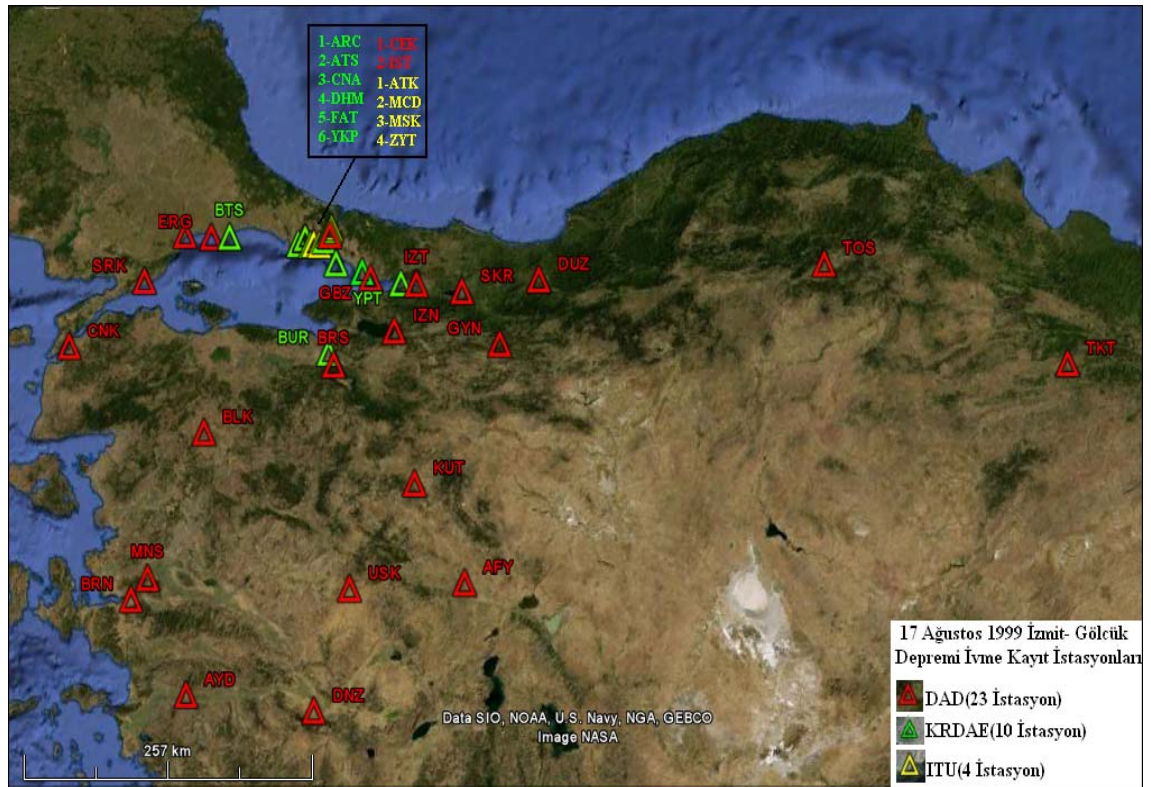 1-ARC 1-CEK
2-ATS 2-IST
3-CNA 1-ATK
4-DHM 2-MCD
5-FAT 3-MSK
6-YKP 4-ZYT
ERG
BTS
SRK
CNK
GBZ
YPT
IZT
SKR
DUZ
TOS
IZN
GYN
BUR
BRS
TKT
BLK
KUT
MNS
BRN
USK
AFY
AYD
DNZ
Data SIO, NOAA, U.S. Navy, NGA, GEBCO
Image NASA
257 km
17 Ağustos 1999 İzmit- Gölcük
Depremi İvme Kayıt İstasyonları
DAD(23 İstasyon)
KRDAE(10 İstasyon)
ITU(4 İstasyon)